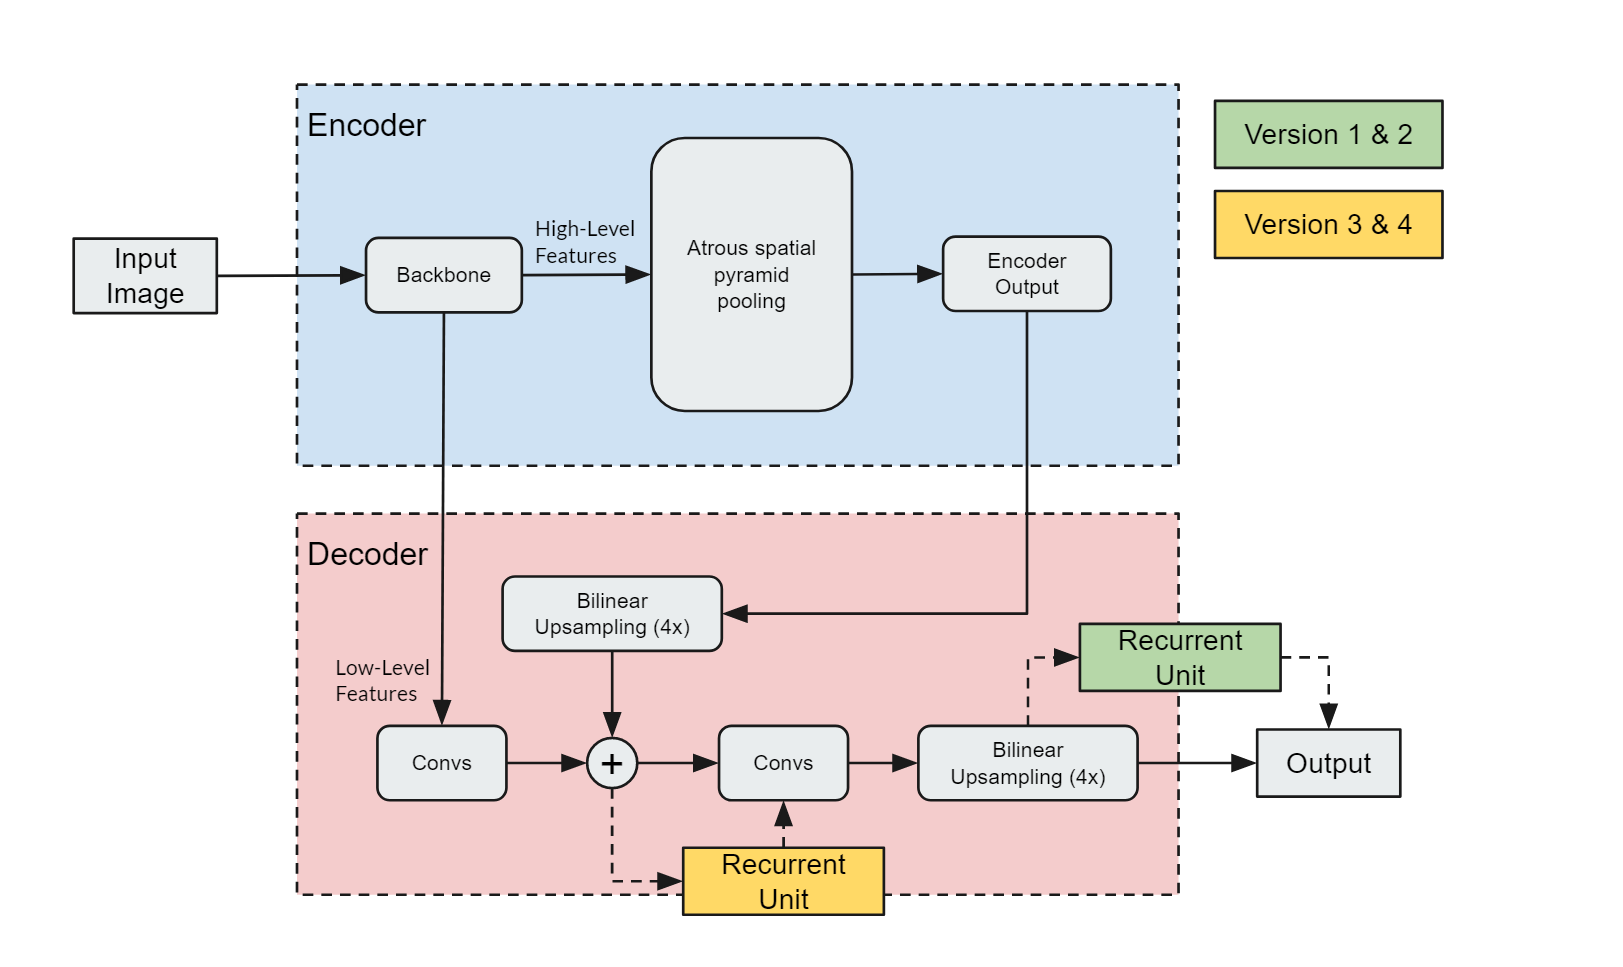 Encoder
Version 1 & 2
Version 3 & 4
Input
Image
Backbone
High-Level
Features
Atrous spatial
pyramid
pooling
Encoder
Output
Decoder
Bilinear
Upsampling (4x)
Low-Level
Features
Recurrent
Unit
Convs
+
Convs
Bilinear
Upsampling (4x)
Output
Recurrent
Unit